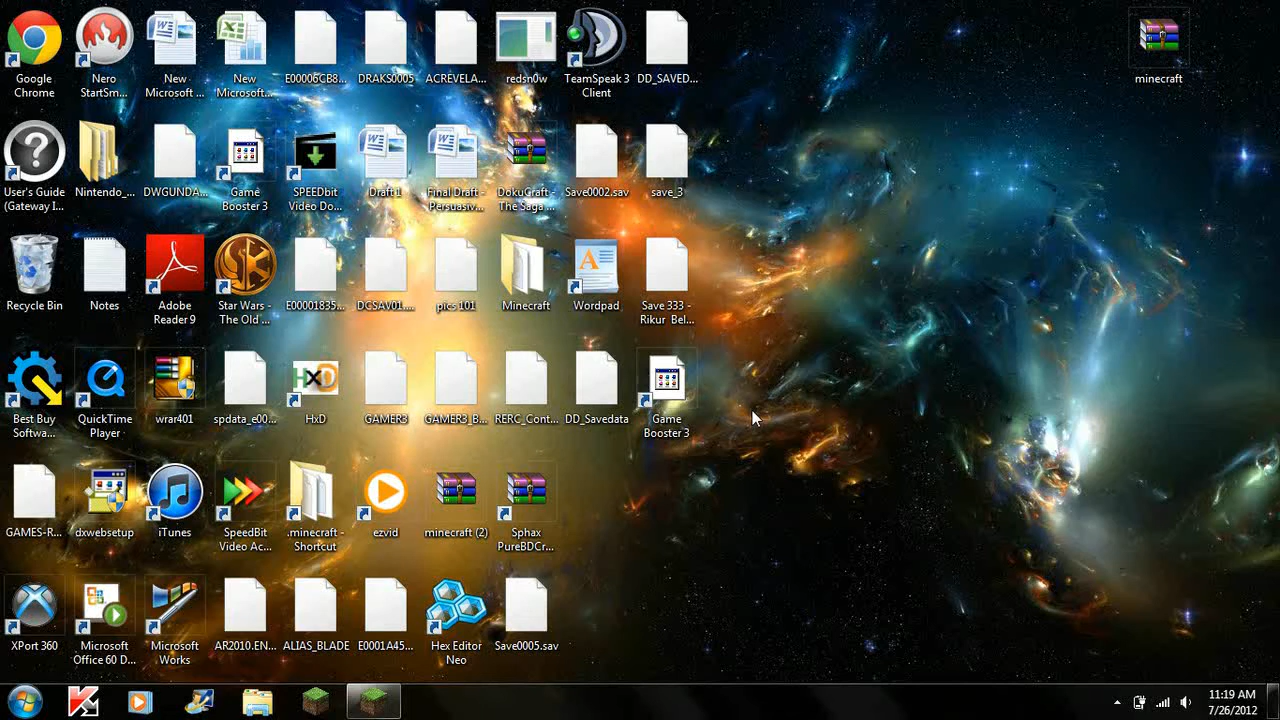 Google
Chrome
Nero
StartSm...
New
Microsoft ...
New
Microsoft...
E00006CB8...
DRAKS0005
ACREVELA...
redsn0w
TeamSpeak 3
Client
DD_SAVED...
minecraft
User's Guide
(Gateway I...
Nintendo_...
DWGUNDA...
Game
Booster 3
SPEEDbit
Video Do...
Draft 1
Final Draft -
Persuasiv...
DokuCraft -
The Saga ...
Save0002.sav
save_3
Recycle Bin
Notes
Adobe
Reader 9
Star Wars -
The Old ...
E00001835...
DCSAV01....
pics 101
Minecraft
Wordpad
Save 333 -
Rikur_Bel...
Best Buy
Softwa...
QuickTime
Player
wrar401
spdata_e00...
HxD
HxD
GAMER3
GAMER3_B...
RERC_Cont...
DD_Savedata
Game
Booster 3
GAMES-R...
dxwebsetup
iTunes
SpeedBit
Video Ac...
.minecraft -
Shortcut
ezvid
minecraft (2)
Sphax
PureBDCr...
XPort 360
Microsoft
Office 60 D...
Microsoft
Works
AR2010.EN...
ALIAS_BLADE
E0001A45...
Hex Editor
Neo
Save0005.sav
11:19 AM
7/26/2012